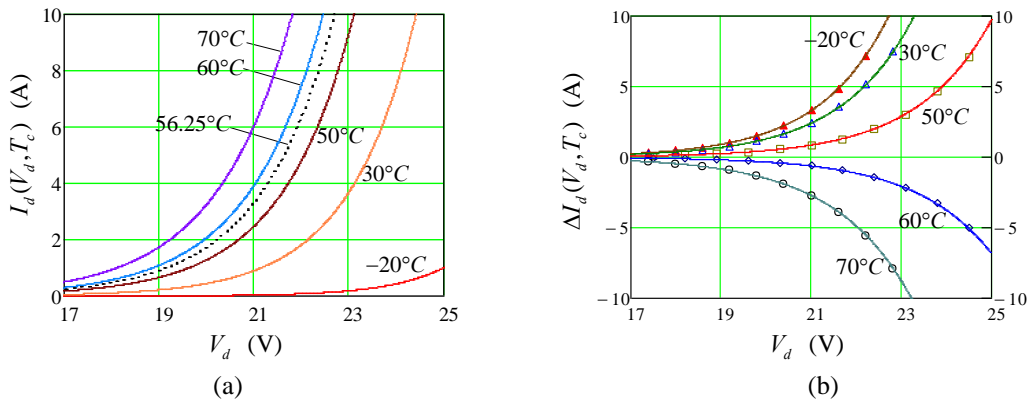 10
8
6
4
2
0
I_d(V_d, T_c) (A)
70°C
60°C
56.25°C
50°C
30°C
−20°C
17 19 21 23 25
V_d (V)
(a)
10
5
0
−5
−10
ΔI_d(V_d, T_c) (A)
−20°C
30°C
50°C
60°C
70°C
10
5
0
−5
−10
17 19 21 23 25
V_d (V)
(b)